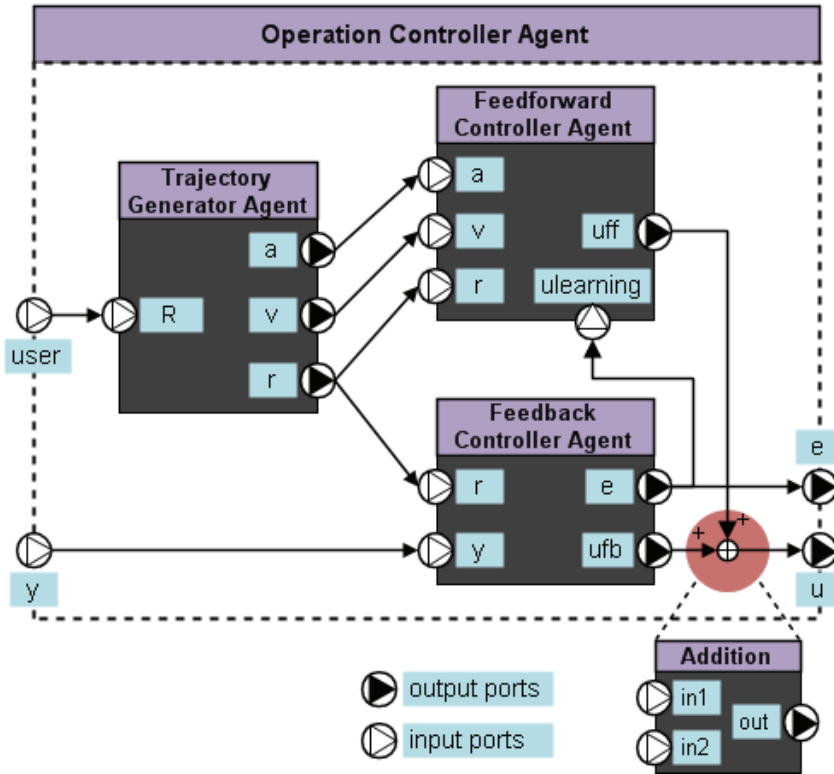 Operation Controller Agent
Feedforward
Controller Agent
a
v
r
uff
ulearning
Trajectory
Generator Agent
R
a
v
r
user
Feedback
Controller Agent
r
y
e
ufb
e
+
+
y
u
Addition
in1
in2
out
output ports
input ports